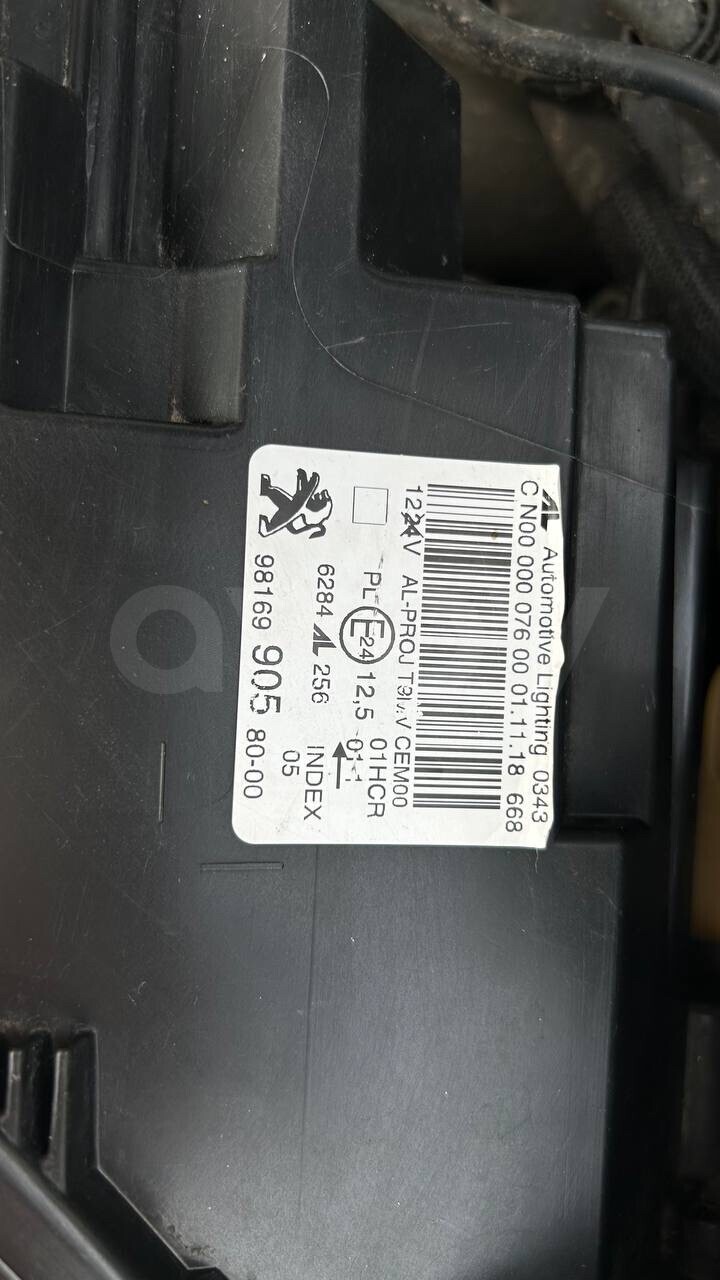 AL Automotive Lighting 0343
C N00 000 076 00 01.11.18 668
AL-PROJ CEM00
PL E24 12,5 01HCR
6284 AL 256 INDEX
05
98169 905 80-00